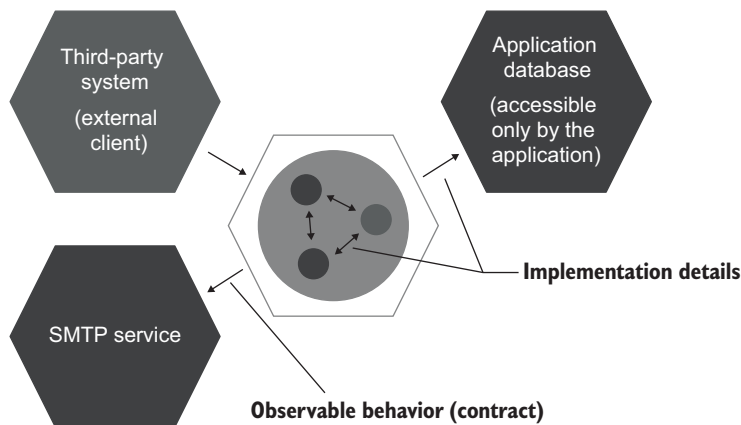 Third-party
system
(external
client)
Application
database
(accessible
only by the
application)
Implementation details
SMTP service
Observable behavior (contract)